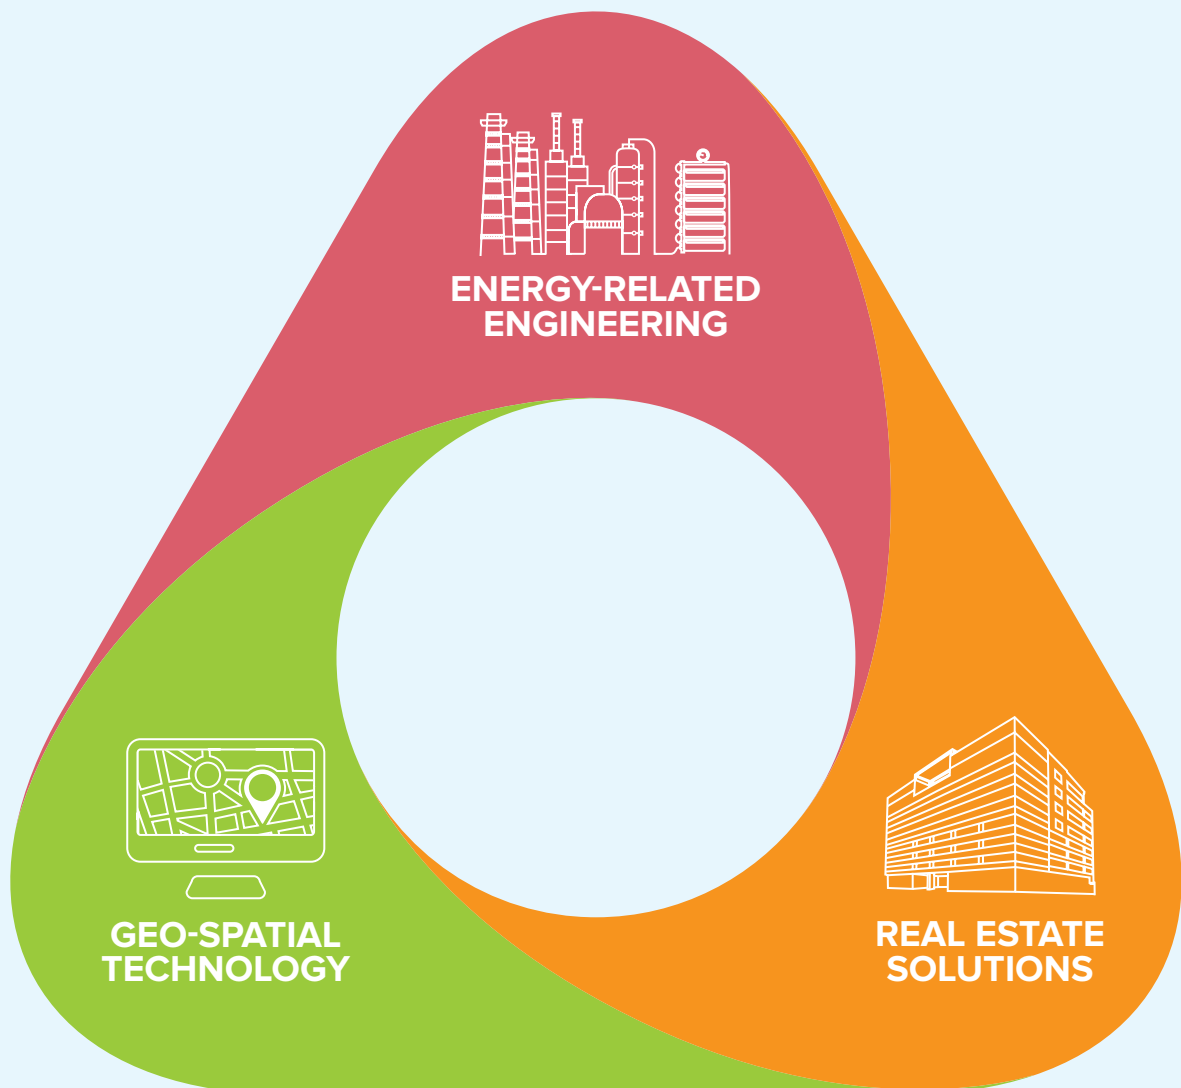 ENERGY-RELATED
ENGINEERING
GEO-SPATIAL
TECHNOLOGY
REAL ESTATE
SOLUTIONS